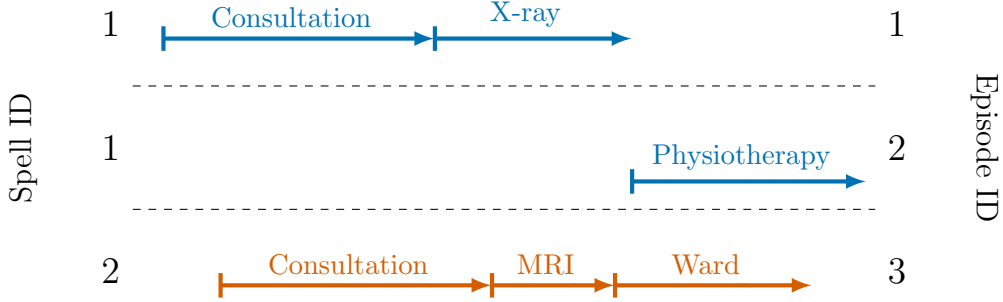 1 Consultation X-ray 1
Spell ID
1 Physiotherapy 2
Episode ID
2 Consultation MRI Ward 3